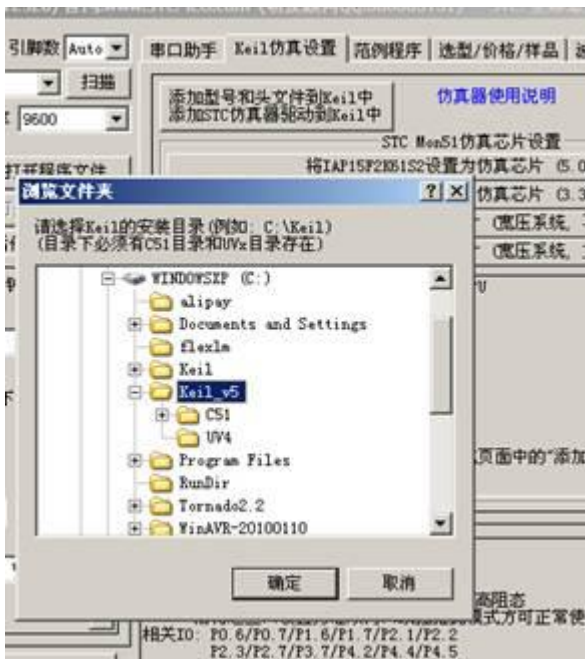 引脚数 Auto
串口助手 Keil仿真设置 范例程序 选型/价格/样品
扫描
9600
添加型号和头文件到Keil中
添加STC仿真器驱动到Keil中
仿真器使用说明
STC Mon51仿真芯片设置
打开程序文件
将IAP15F2K61S2设置为仿真芯片 (5.0
浏览文件夹
仿真芯片 (3.3
请选择Keil的安装目录(例如: C:\Keil)
(目录下必须有C51目录和UVx目录存在)
(宽压系统,
(宽压系统,
WINDOWSXP (C:)
alipay
Documents and Settings
flexlm
Keil
Keil_v5
C51
UV4
Program Files
RunDir
Tornado2.2
WinAVR-20100110
页面中的"添加
确定 取消
高阻态
模式方可正常使
相关IO: P0.6/P0.7/P1.6/P1.7/P2.1/P2.2
P2.3/P2.7/P3.7/P4.2/P4.4/P4.5